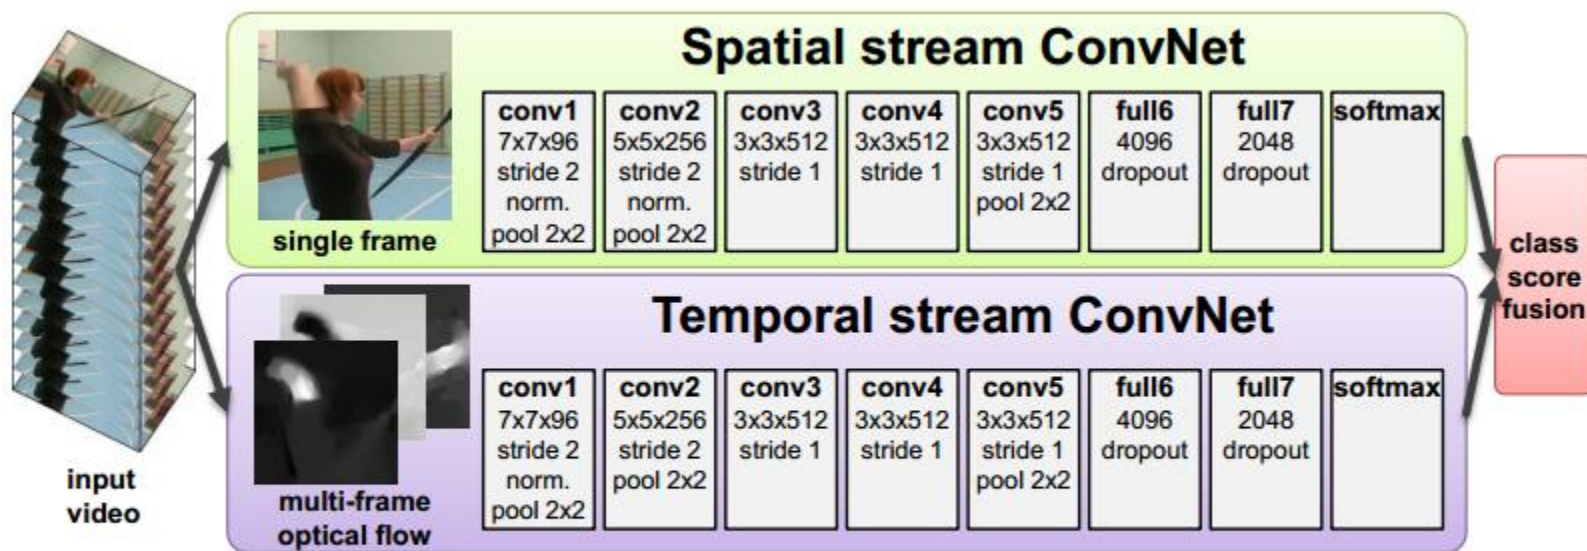 Spatial stream ConvNet
single frame
conv1
7x7x96
stride 2
norm.
pool 2x2
conv2
5x5x256
stride 2
norm.
pool 2x2
conv3
3x3x512
stride 1
conv4
3x3x512
stride 1
conv5
3x3x512
stride 1
pool 2x2
full6
4096
dropout
full7
2048
dropout
softmax
Temporal stream ConvNet
input
video
multi-frame
optical flow
conv1
7x7x96
stride 2
norm.
pool 2x2
conv2
5x5x256
stride 2
pool 2x2
conv3
3x3x512
stride 1
conv4
3x3x512
stride 1
conv5
3x3x512
stride 1
pool 2x2
full6
4096
dropout
full7
2048
dropout
softmax
class
score
fusion